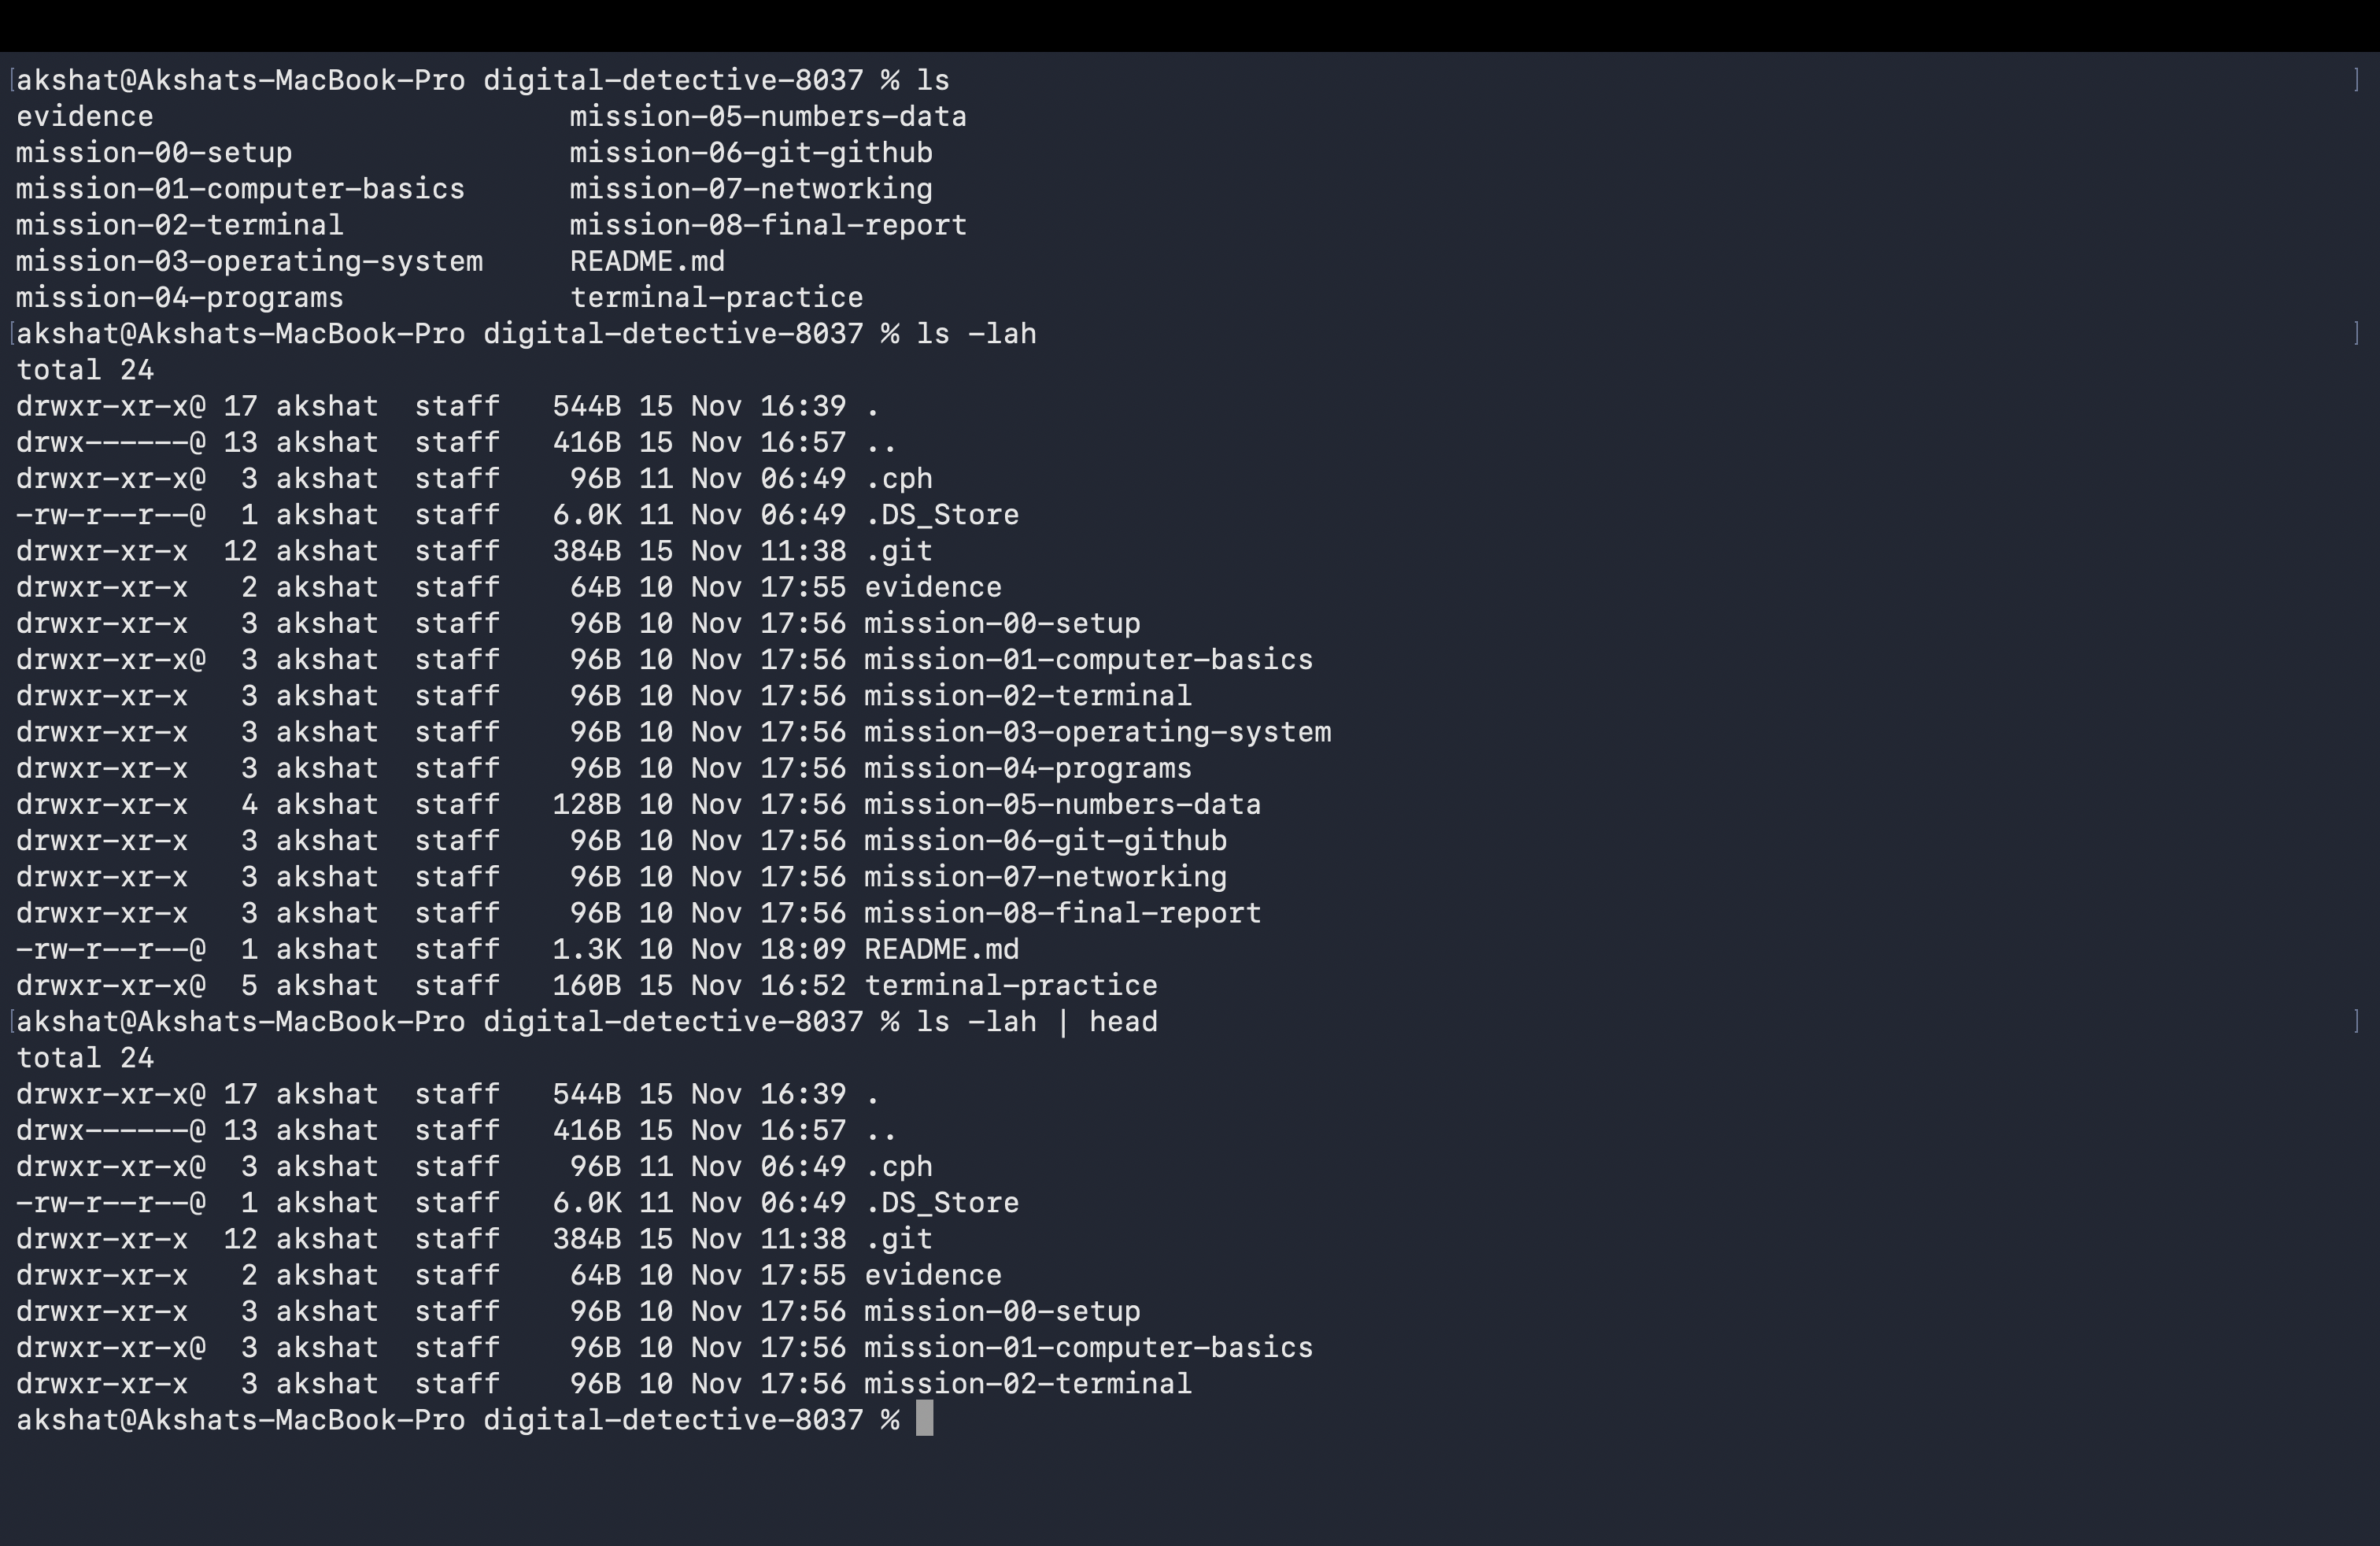 [akshat@Akshats-MacBook-Pro digital-detective-8037 % ls ]
evidence                        mission-05-numbers-data
mission-00-setup                mission-06-git-github
mission-01-computer-basics      mission-07-networking
mission-02-terminal             mission-08-final-report
mission-03-operating-system     README.md
mission-04-programs             terminal-practice
[akshat@Akshats-MacBook-Pro digital-detective-8037 % ls -lah ]
total 24
drwxr-xr-x@ 17 akshat  staff   544B 15 Nov 16:39 .
drwx------@ 13 akshat  staff   416B 15 Nov 16:57 ..
drwxr-xr-x@  3 akshat  staff    96B 11 Nov 06:49 .cph
-rw-r--r--@  1 akshat  staff   6.0K 11 Nov 06:49 .DS_Store
drwxr-xr-x  12 akshat  staff   384B 15 Nov 11:38 .git
drwxr-xr-x   2 akshat  staff    64B 10 Nov 17:55 evidence
drwxr-xr-x   3 akshat  staff    96B 10 Nov 17:56 mission-00-setup
drwxr-xr-x@  3 akshat  staff    96B 10 Nov 17:56 mission-01-computer-basics
drwxr-xr-x   3 akshat  staff    96B 10 Nov 17:56 mission-02-terminal
drwxr-xr-x   3 akshat  staff    96B 10 Nov 17:56 mission-03-operating-system
drwxr-xr-x   3 akshat  staff    96B 10 Nov 17:56 mission-04-programs
drwxr-xr-x   4 akshat  staff   128B 10 Nov 17:56 mission-05-numbers-data
drwxr-xr-x   3 akshat  staff    96B 10 Nov 17:56 mission-06-git-github
drwxr-xr-x   3 akshat  staff    96B 10 Nov 17:56 mission-07-networking
drwxr-xr-x   3 akshat  staff    96B 10 Nov 17:56 mission-08-final-report
-rw-r--r--@  1 akshat  staff   1.3K 10 Nov 18:09 README.md
drwxr-xr-x@  5 akshat  staff   160B 15 Nov 16:52 terminal-practice
[akshat@Akshats-MacBook-Pro digital-detective-8037 % ls -lah | head ]
total 24
drwxr-xr-x@ 17 akshat  staff   544B 15 Nov 16:39 .
drwx------@ 13 akshat  staff   416B 15 Nov 16:57 ..
drwxr-xr-x@  3 akshat  staff    96B 11 Nov 06:49 .cph
-rw-r--r--@  1 akshat  staff   6.0K 11 Nov 06:49 .DS_Store
drwxr-xr-x  12 akshat  staff   384B 15 Nov 11:38 .git
drwxr-xr-x   2 akshat  staff    64B 10 Nov 17:55 evidence
drwxr-xr-x   3 akshat  staff    96B 10 Nov 17:56 mission-00-setup
drwxr-xr-x@  3 akshat  staff    96B 10 Nov 17:56 mission-01-computer-basics
drwxr-xr-x   3 akshat  staff    96B 10 Nov 17:56 mission-02-terminal
akshat@Akshats-MacBook-Pro digital-detective-8037 %